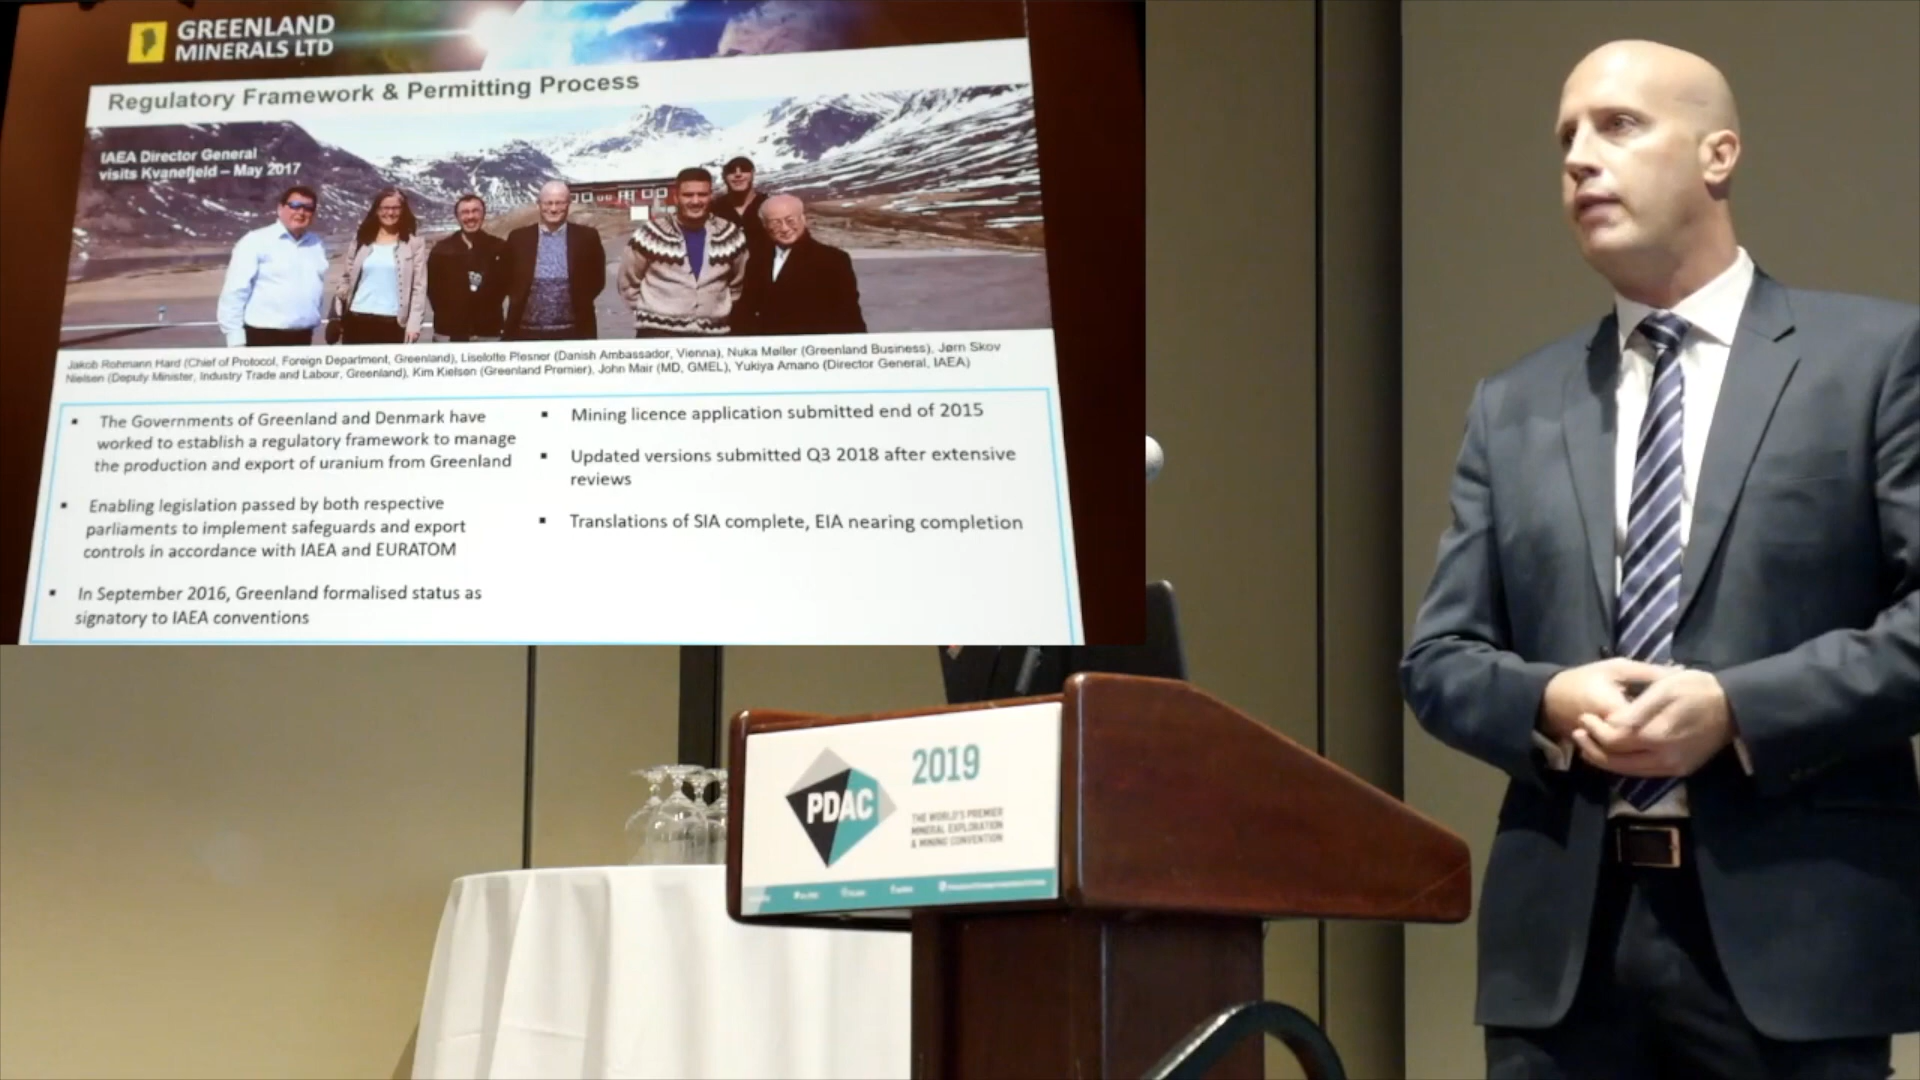 GREENLAND
MINERALS LTD
Regulatory Framework & Permitting Process
IAEA Director General
visits Kvanefjeld – May 2017
Jakob Rohmann Hard (Chief of Protocol, Foreign Department, Greenland), Liselotte Plesner (Danish Ambassador, Vienna), Nuka Møller (Greenland Business), Jørn Skov
Nielsen (Deputy Minister, Industry Trade and Labour, Greenland), Kim Kielsen (Greenland Premier), John Mair (MD, GMEL), Yukiya Amano (Director General, IAEA)
▪ The Governments of Greenland and Denmark have
worked to establish a regulatory framework to manage
the production and export of uranium from Greenland
▪ Enabling legislation passed by both respective
parliaments to implement safeguards and export
controls in accordance with IAEA and EURATOM
▪ In September 2016, Greenland formalised status as
signatory to IAEA conventions
▪ Mining licence application submitted end of 2015
▪ Updated versions submitted Q3 2018 after extensive
reviews
▪ Translations of SIA complete, EIA nearing completion
PDAC
2019
THE WORLD'S PREMIER
MINERAL EXPLORATION
& MINING CONVENTION